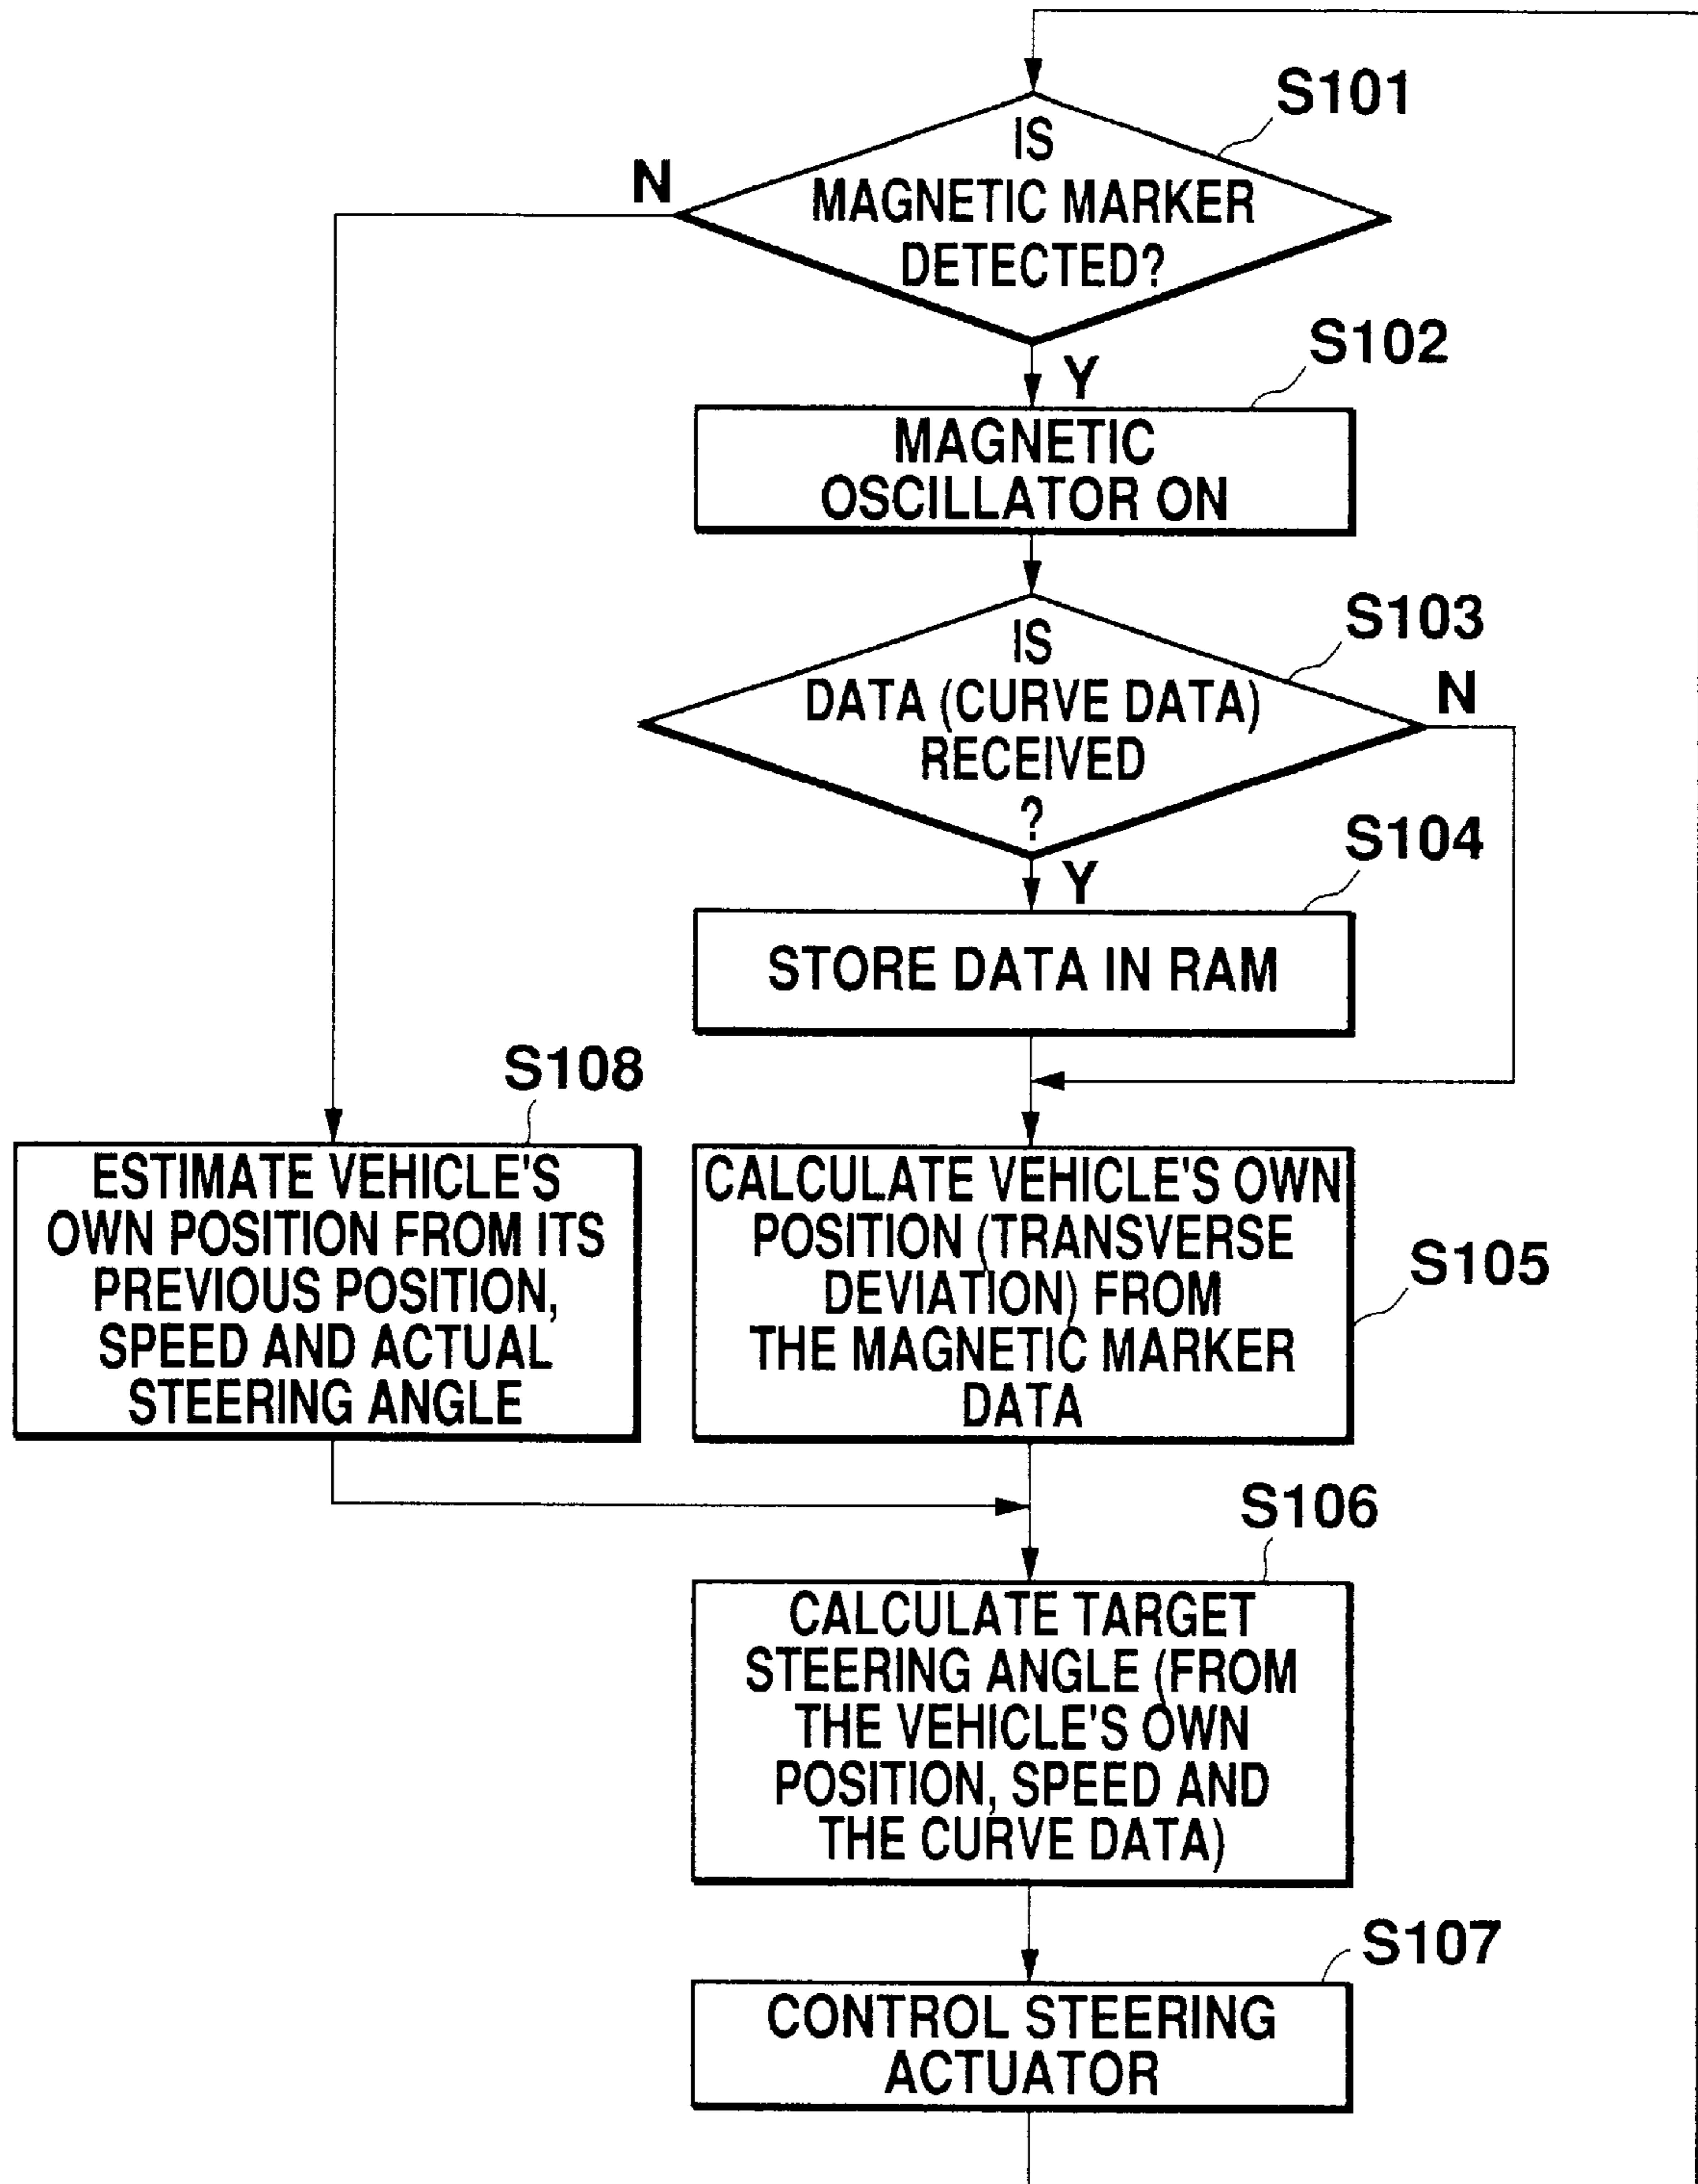 S101
IS
MAGNETIC MARKER
DETECTED?
N
Y
S102
MAGNETIC
OSCILLATOR ON
S103
IS
DATA (CURVE DATA)
RECEIVED
?
N
Y
S104
STORE DATA IN RAM
S108
ESTIMATE VEHICLE'S
OWN POSITION FROM ITS
PREVIOUS POSITION,
SPEED AND ACTUAL
STEERING ANGLE
CALCULATE VEHICLE'S OWN
POSITION (TRANSVERSE
DEVIATION) FROM
THE MAGNETIC MARKER
DATA
S105
S106
CALCULATE TARGET
STEERING ANGLE (FROM
THE VEHICLE'S OWN
POSITION, SPEED AND
THE CURVE DATA)
S107
CONTROL STEERING
ACTUATOR